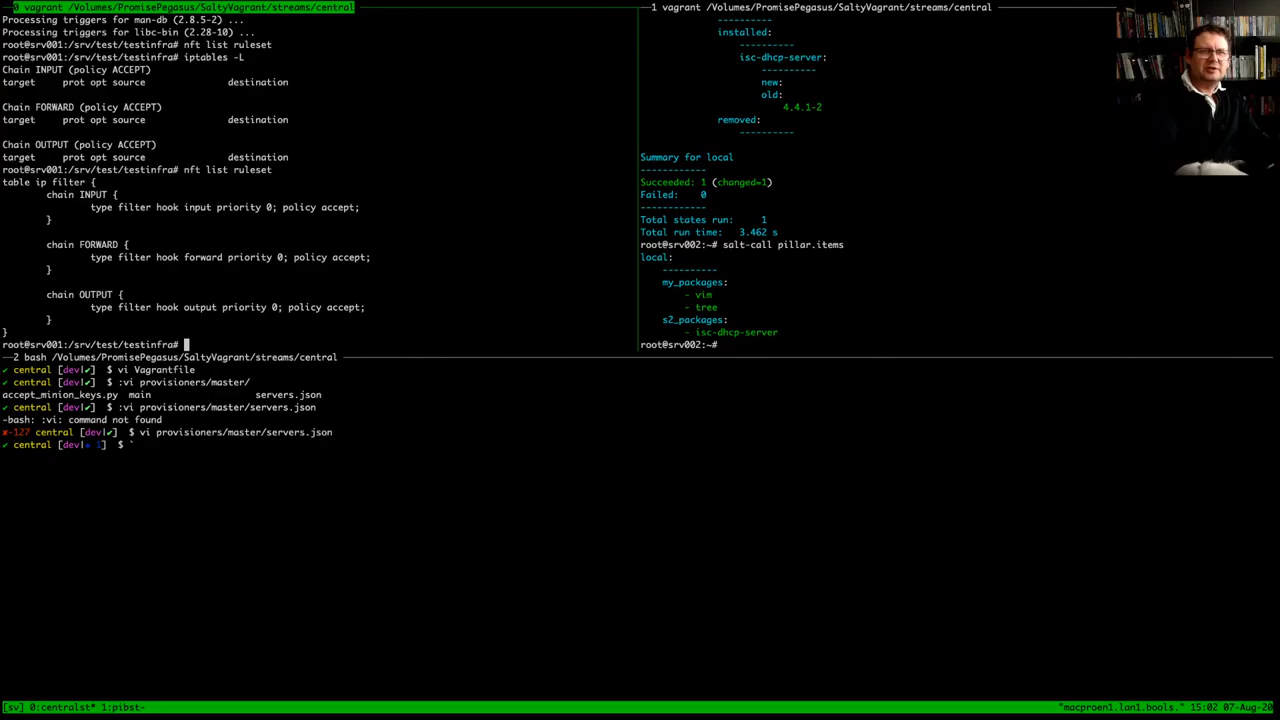 0 vagrant /Volumes/PromisePegasus/SaltyVagrant/streams/central
Processing triggers for man-db (2.8.5-2) ...
Processing triggers for libc-bin (2.28-10) ...
root@srv001:/srv/test/testinfra# nft list ruleset
root@srv001:/srv/test/testinfra# iptables -L
Chain INPUT (policy ACCEPT)
target     prot opt source               destination
Chain FORWARD (policy ACCEPT)
target     prot opt source               destination
Chain OUTPUT (policy ACCEPT)
target     prot opt source               destination
root@srv001:/srv/test/testinfra# nft list ruleset
table ip filter {
chain INPUT {
type filter hook input priority 0; policy accept;
}
chain FORWARD {
type filter hook forward priority 0; policy accept;
}
chain OUTPUT {
type filter hook output priority 0; policy accept;
}
}
root@srv001:/srv/test/testinfra#
1 vagrant /Volumes/PromisePegasus/SaltyVagrant/streams/central
----------
installed:
----------
isc-dhcp-server:
----------
new:
old:
4.4.1-2
removed:
----------
Summary for local
------------
Succeeded: 1 (changed=1)
Failed:    0
------------
Total states run:     1
Total run time:   3.462 s
root@srv002:~# salt-call pillar.items
local:
----------
my_packages:
- vim
- tree
s2_packages:
- isc-dhcp-server
root@srv002:~#
2 bash /Volumes/PromisePegasus/SaltyVagrant/streams/central
✔ central [dev|✔]  $ vi Vagrantfile
✔ central [dev|✔]  $ :vi provisioners/master/
accept_minion_keys.py  main                   servers.json
✔ central [dev|✔]  $ :vi provisioners/master/servers.json
-bash: :vi: command not found
✘-127 central [dev|✔]  $ vi provisioners/master/servers.json
✔ central [dev|✚ 1]  $ `
[sv] 0:centralst* 1:pibst-
"macproen1.lan1.bools." 15:02 07-Aug-20